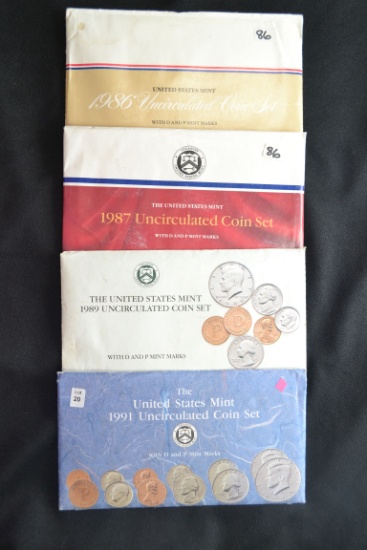 86
UNITED STATES MINT
1986 Uncirculated Coin Set
WITH D AND P MINT MARKS
86
THE UNITED STATES MINT
1987 Uncirculated Coin Set
WITH D AND P MINT MARKS
THE UNITED STATES MINT
1989 UNCIRCULATED COIN SET
WITH D AND P MINT MARKS
20
The
United States Mint
1991 Uncirculated Coin Set
With D and P Mint Marks